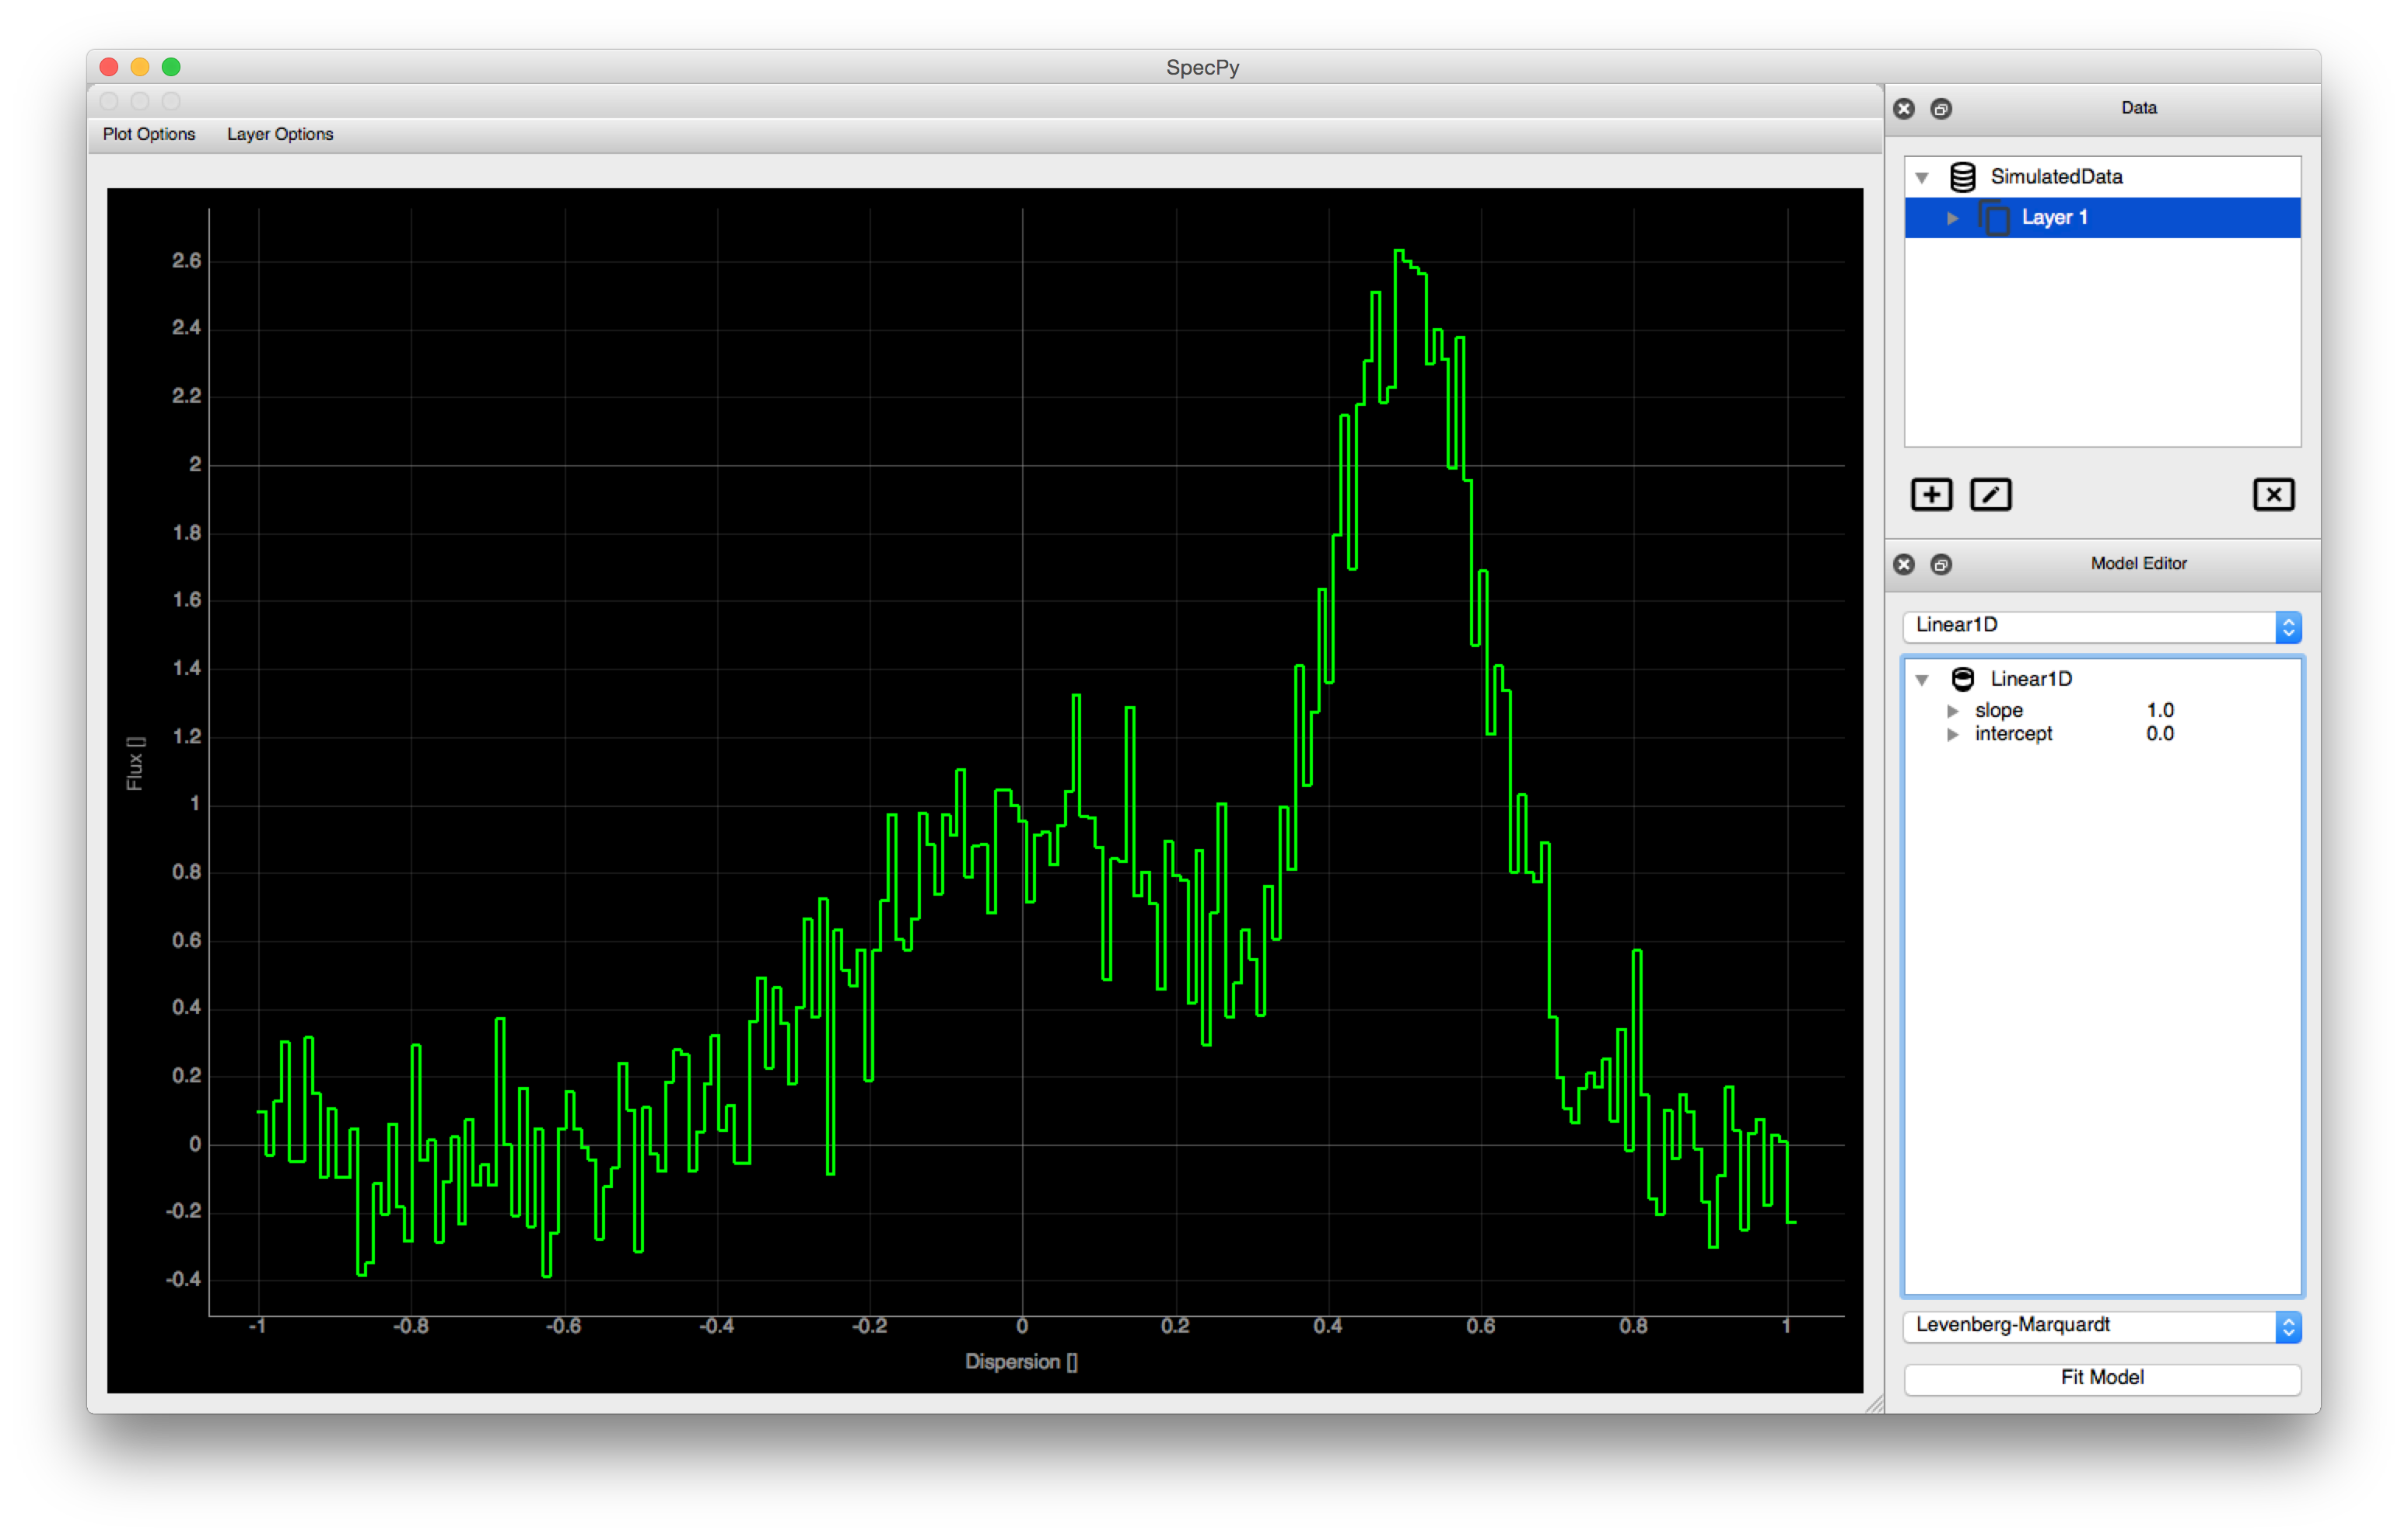 SpecPy
Plot Options Layer Options
2.6
2.4
2.2
2
1.8
1.6
1.4
1.2
1
0.8
0.6
0.4
0.2
0
-0.2
-0.4
Flux []
-1 -0.8 -0.6 -0.4 -0.2 0 0.2 0.4 0.6 0.8 1
Dispersion []
Data
SimulatedData
Layer 1
Model Editor
Linear1D
Linear1D
slope 1.0
intercept 0.0
Levenberg-Marquardt
Fit Model